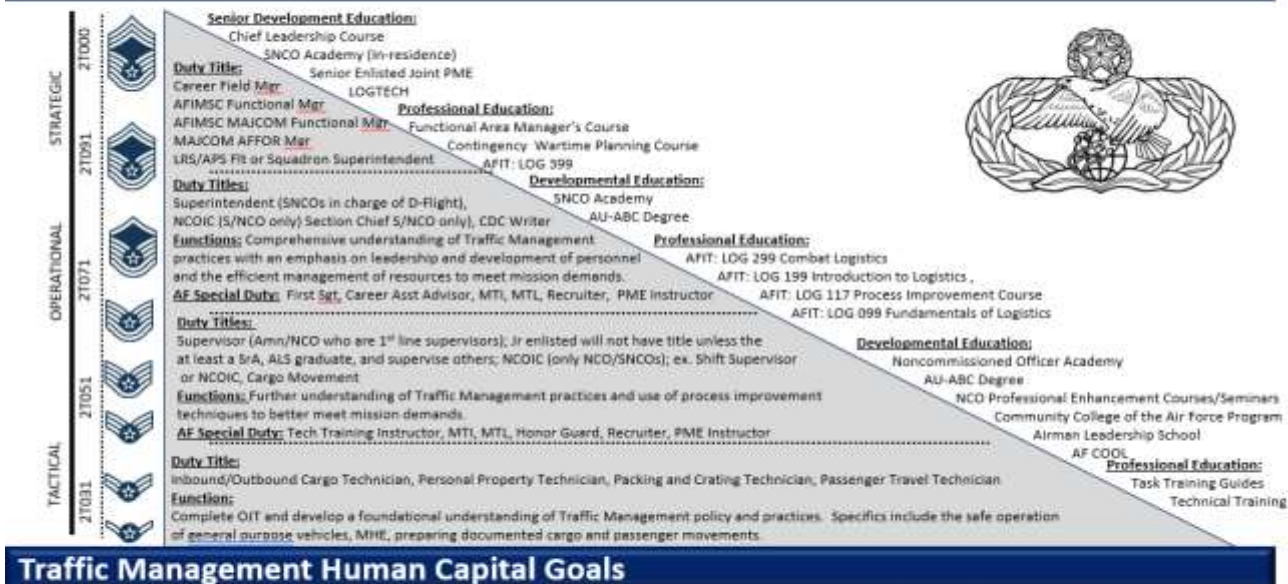 Senior Development Education:
Chief Leadership Course
SNCO Academy (in-residence)
Senior Enlisted Joint PME
LOGTECH
Duty Title:
Career Field Mgr
AFIMSC Functional Mgr
AFIMSC MAJCOM Functional Mgr
MAJCOM AFFOR Mgr
LRS/APS Flt or Squadron Superintendent
Professional Education:
Functional Area Manager's Course
Contingency Wartime Planning Course
AFIT: LOG 399
Duty Titles:
Superintendent (SNCOs in charge of D-Flight),
NCOIC (S/NCO only) Section Chief S/NCO only), CDC Writer
Functions: Comprehensive understanding of Traffic Management
practices with an emphasis on leadership and development of personnel
and the efficient management of resources to meet mission demands.
AF Special Duty: First Sgt, Career Asst Advisor, MTI, MTL, Recruiter, PME Instructor
Developmental Education:
SNCO Academy
AU-ABC Degree
Professional Education:
AFIT: LOG 299 Combat Logistics
AFIT: LOG 199 Introduction to Logistics ,
AFIT: LOG 117 Process Improvement Course
AFIT: LOG 099 Fundamentals of Logistics
Duty Titles:
Supervisor (Amn/NCO who are 1st line supervisors); Jr enlisted will not have title unless the
at least a SrA, ALS graduate, and supervise others; NCOIC (only NCO/SNCOs); ex. Shift Supervisor
or NCOIC, Cargo Movement
Functions: Further understanding of Traffic Management practices and use of process improvement
techniques to better meet mission demands.
AF Special Duty: Tech Training Instructor, MTI, MTL, Honor Guard, Recruiter, PME Instructor
Developmental Education:
Noncommissioned Officer Academy
AU-ABC Degree
NCO Professional Enhancement Courses/Seminars
Community College of the Air Force Program
Airman Leadership School
AF COOL
Professional Education:
Task Training Guides
Technical Training
Duty Title:
Inbound/Outbound Cargo Technician, Personal Property Technician, Packing and Crating Technician, Passenger Travel Technician
Function:
Complete OJT and develop a foundational understanding of Traffic Management policy and practices. Specifics include the safe operation
of general purpose vehicles, MHE, preparing documented cargo and passenger movements.
STRATEGIC
OPERATIONAL
TACTICAL
2T000
2T091
2T071
2T051
2T031
Traffic Management Human Capital Goals